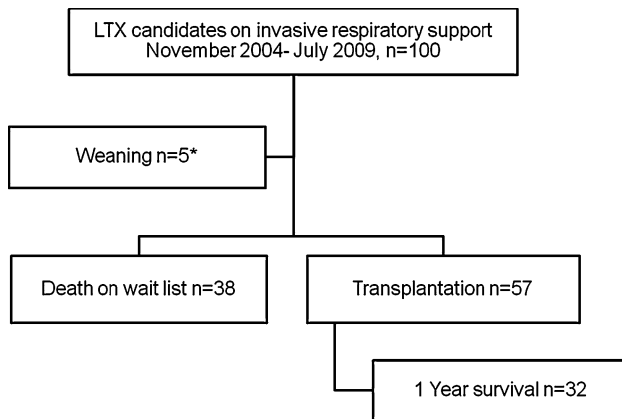 LTX candidates on invasive respiratory support
November 2004- July 2009, n=100
Weaning n=5*
Death on wait list n=38
Transplantation n=57
1 Year survival n=32